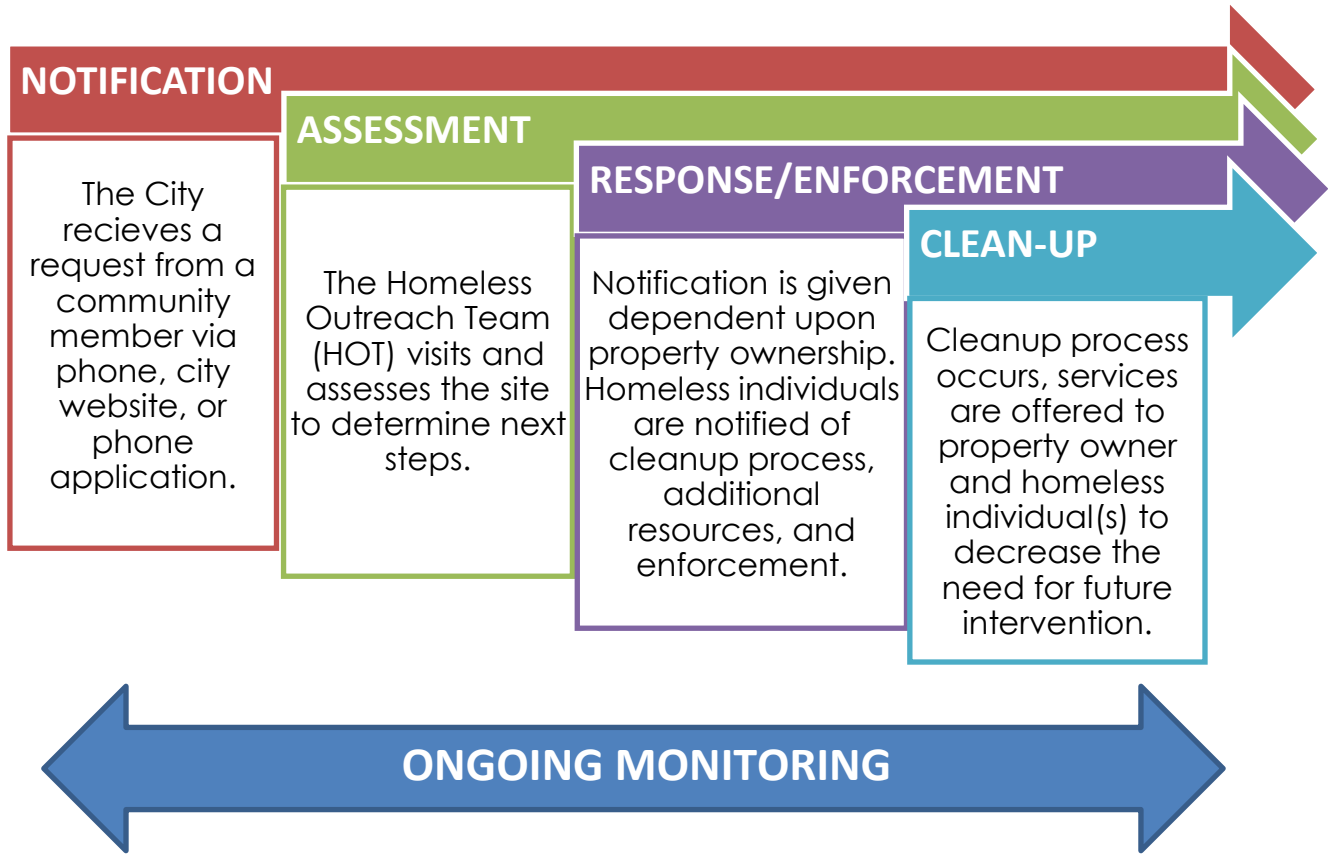 NOTIFICATION
The City
recieves a
request from a
community
member via
phone, city
website, or
phone
application.
ASSESSMENT
The Homeless
Outreach Team
(HOT) visits and
assesses the site
to determine next
steps.
RESPONSE/ENFORCEMENT
Notification is given
dependent upon
property ownership.
Homeless individuals
are notified of
cleanup process,
additional
resources, and
enforcement.
CLEAN-UP
Cleanup process
occurs, services
are offered to
property owner
and homeless
individual(s) to
decrease the
need for future
intervention.
ONGOING MONITORING